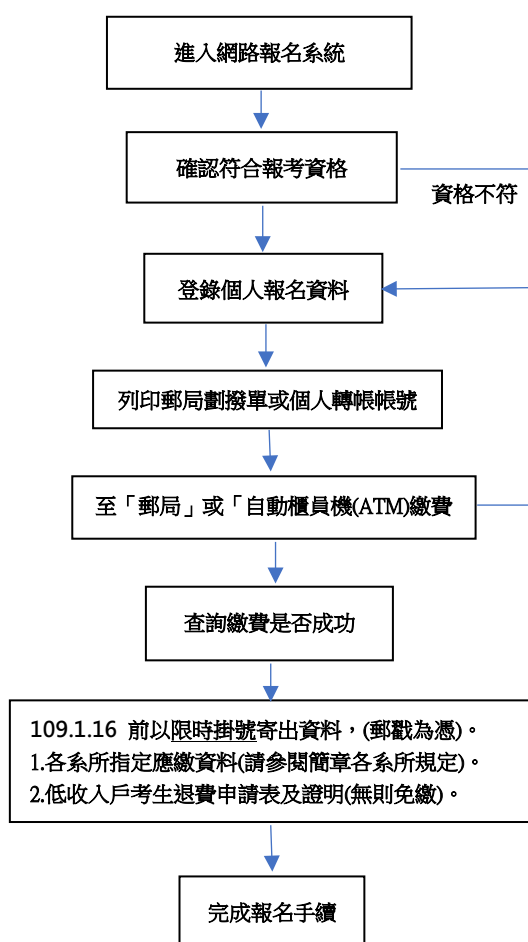 進入網路報名系統
確認符合報考資格
資格不符
登錄個人報名資料
列印郵局劃撥單或個人轉帳帳號
至「郵局」或「自動櫃員機(ATM)繳費
查詢繳費是否成功
109.1.16 前以限時掛號寄出資料，(郵戳為憑)。
1.各系所指定應繳資料(請參閱簡章各系所規定)。
2.低收入戶考生退費申請表及證明(無則免繳)。
完成報名手續